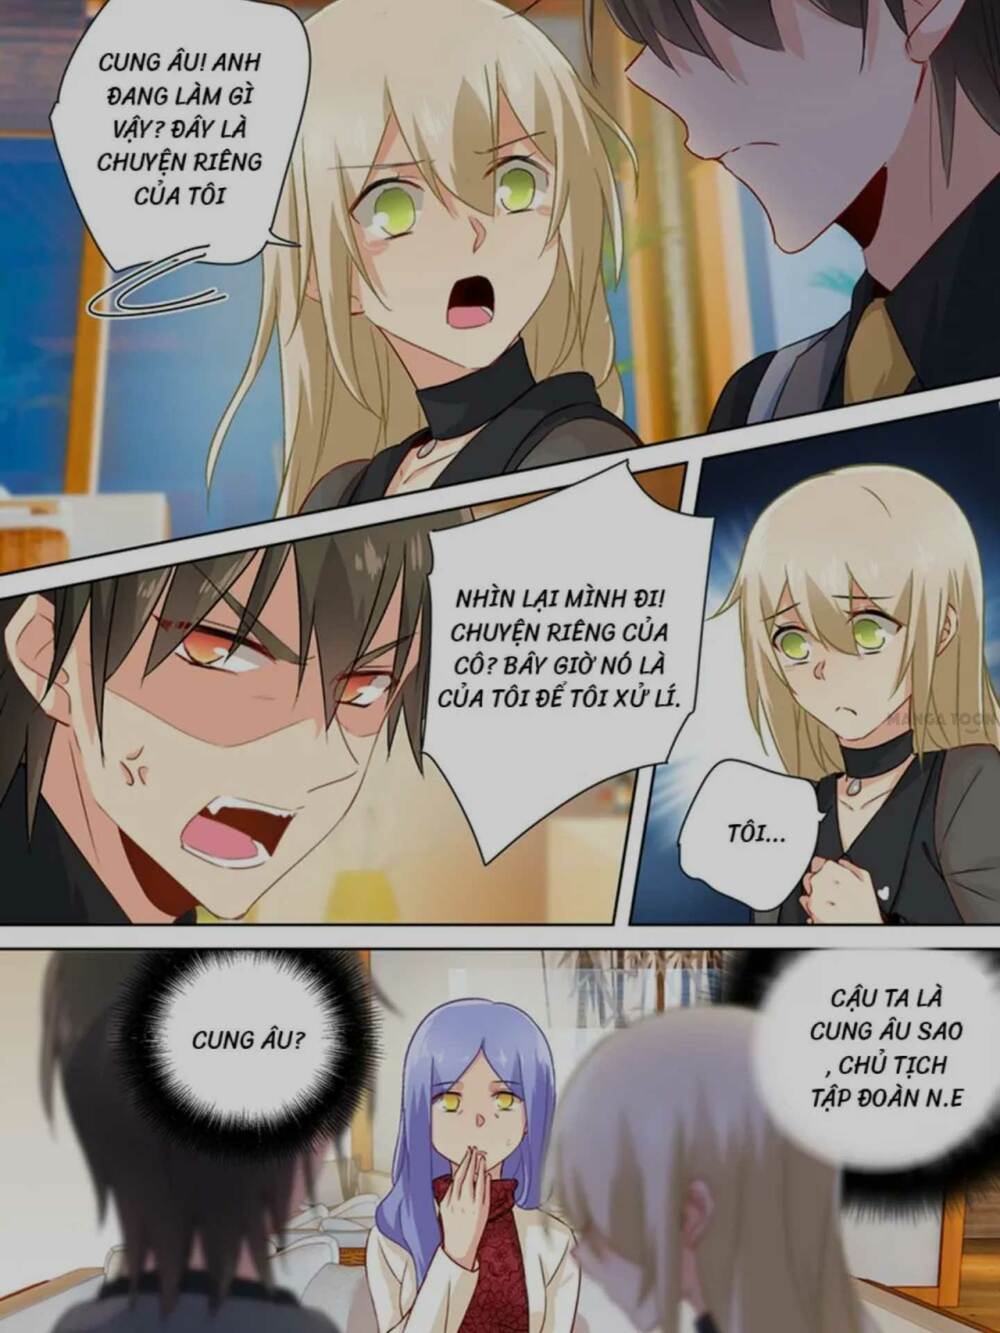 CUNG ÂU! ANH
ĐANG LÀM GÌ
VẬY? ĐÂY LÀ
CHUYỆN RIÊNG
CỦA TÔI
NHÌN LẠI MÌNH ĐI!
CHUYỆN RIÊNG CỦA
CÔ? BÂY GIỜ NÓ LÀ
CỦA TÔI ĐỂ TÔI XỬ LÍ.
MANGA TOON
TÔI...
CUNG ÂU?
CẬU TA LÀ
CUNG ÂU SAO
, CHỦ TỊCH
TẬP ĐOÀN N.E